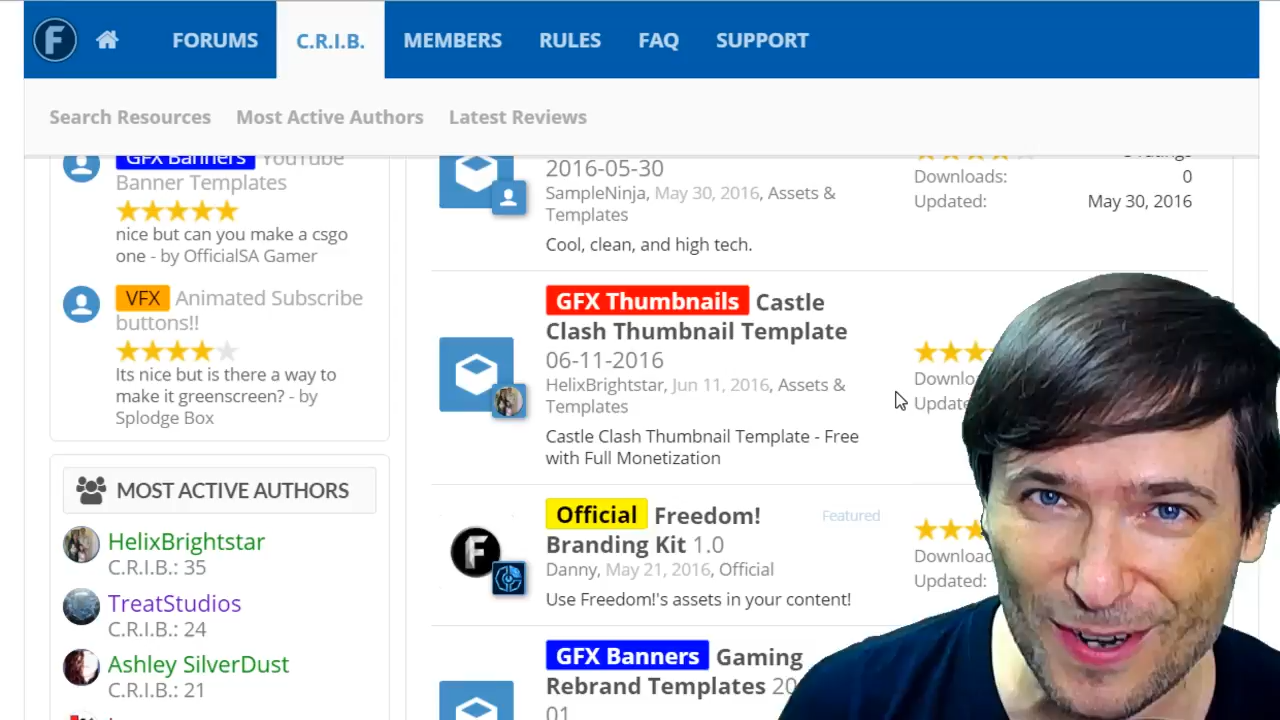 F
FORUMS
C.R.I.B.
MEMBERS
RULES
FAQ
SUPPORT
Search Resources
Most Active Authors
Latest Reviews
GFX Banners YouTube
Banner Templates
nice but can you make a csgo
one - by OfficialSA Gamer
VFX Animated Subscribe
buttons!!
Its nice but is there a way to
make it greenscreen? - by
Splodge Box
MOST ACTIVE AUTHORS
HelixBrightstar
C.R.I.B.: 35
TreatStudios
C.R.I.B.: 24
Ashley SilverDust
C.R.I.B.: 21
2016-05-30
SampleNinja, May 30, 2016, Assets &
Templates
Cool, clean, and high tech.
ratings
Downloads: 0
Updated: May 30, 2016
GFX Thumbnails Castle
Clash Thumbnail Template
06-11-2016
HelixBrightstar, Jun 11, 2016, Assets &
Templates
Castle Clash Thumbnail Template - Free
with Full Monetization
Downlo
Update
F
Official Freedom!
Branding Kit 1.0
Danny, May 21, 2016, Official
Use Freedom!'s assets in your content!
Featured
Download
Updated:
GFX Banners Gaming
Rebrand Templates 20
01